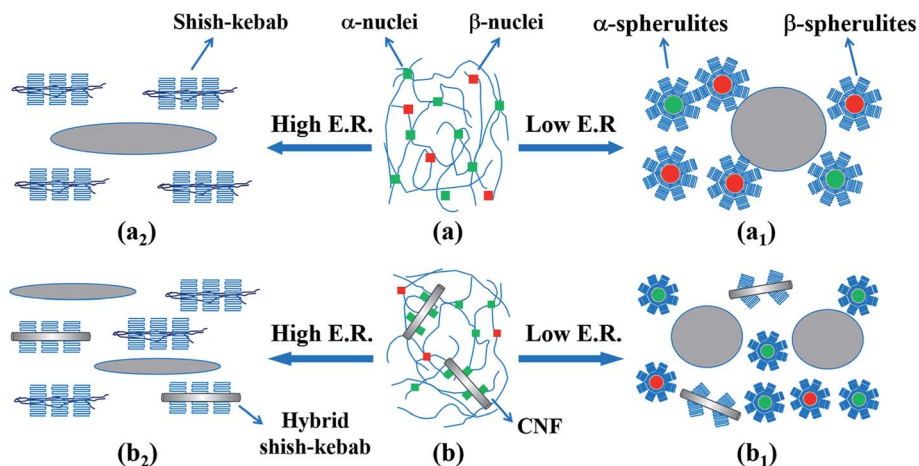 Shish-kebab
α-nuclei
β-nuclei
α-spherulites
β-spherulites
High E.R.
Low E.R
(a₂)
(a)
(a₁)
High E.R.
Low E.R.
Hybrid
shish-kebab
CNF
(b₂)
(b)
(b₁)